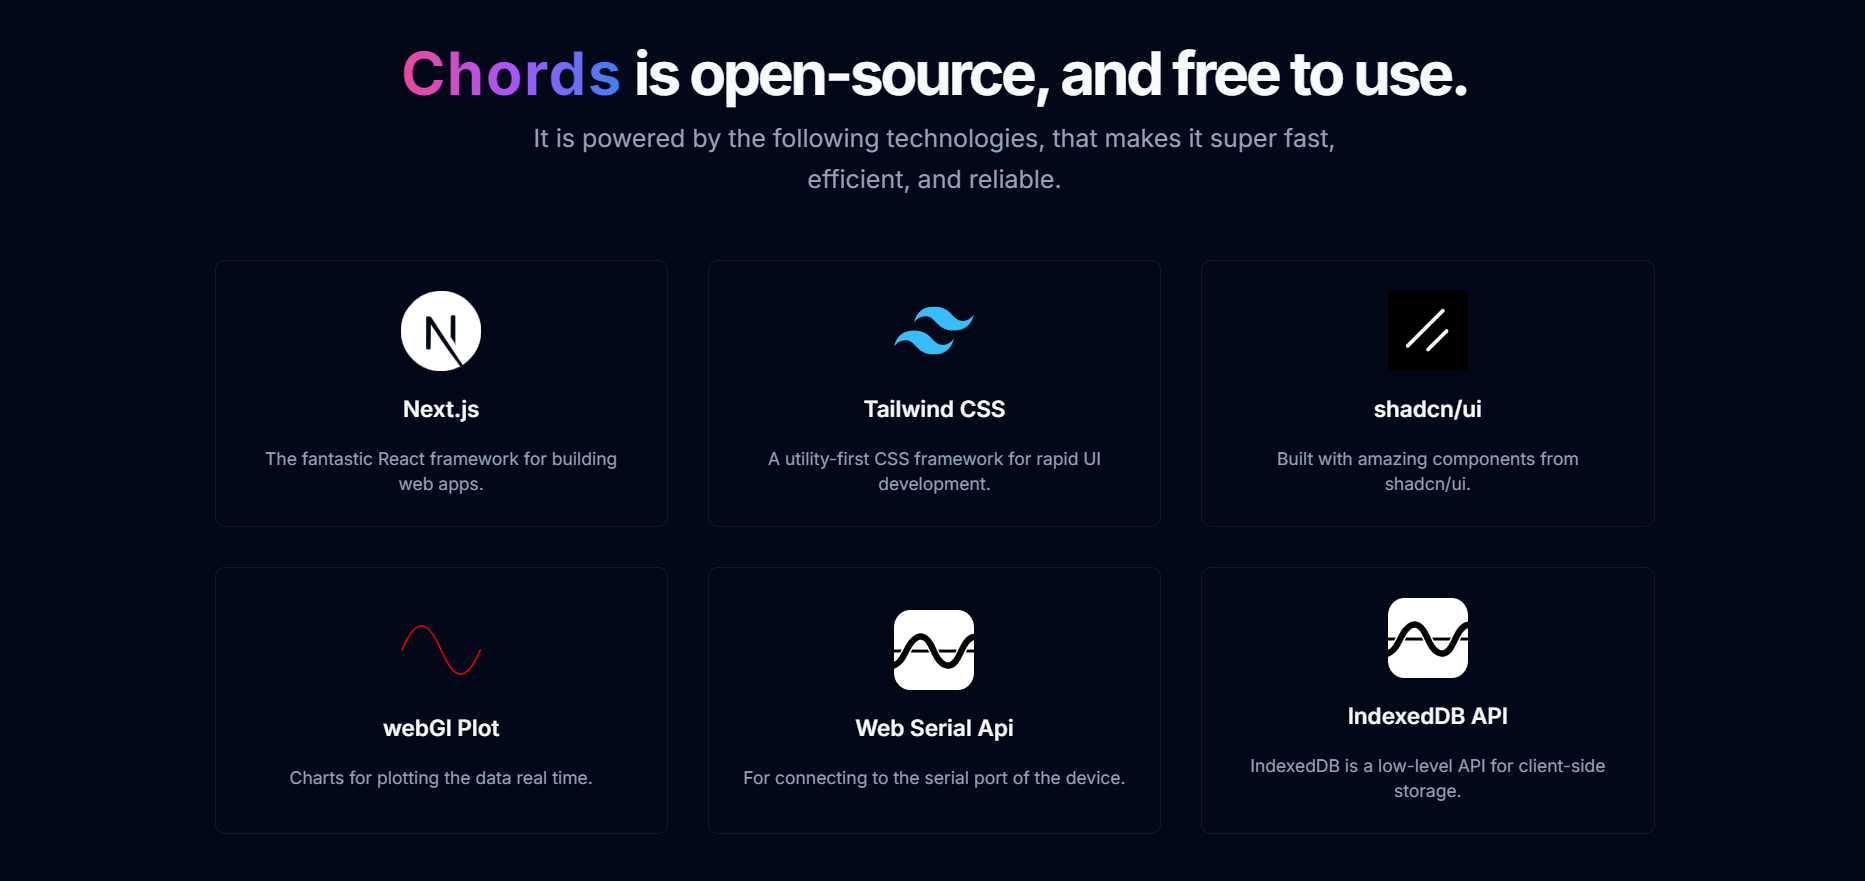 Chords is open-source, and free to use.
It is powered by the following technologies, that makes it super fast,
efficient, and reliable.
Next.js
The fantastic React framework for building
web apps.
Tailwind CSS
A utility-first CSS framework for rapid UI
development.
shadcn/ui
Built with amazing components from
shadcn/ui.
webGl Plot
Charts for plotting the data real time.
Web Serial Api
For connecting to the serial port of the device.
IndexedDB API
IndexedDB is a low-level API for client-side
storage.